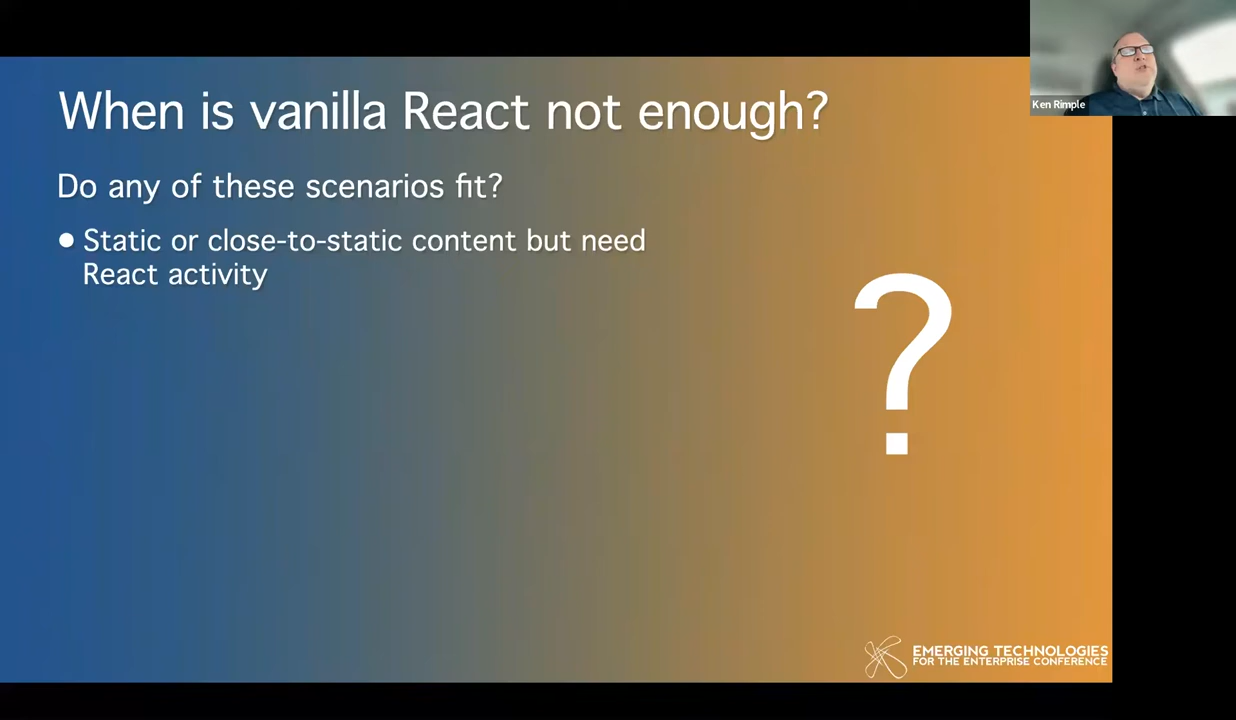 When is vanilla React not enough?
Do any of these scenarios fit?
● Static or close-to-static content but need
React activity
?
Ken Rimple
EMERGING TECHNOLOGIES
FOR THE ENTERPRISE CONFERENCE